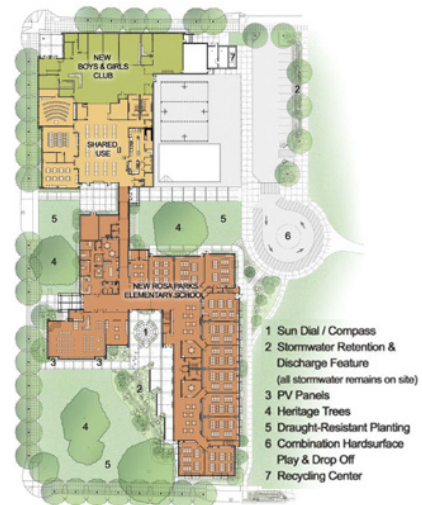 NEW
BOYS & GIRLS
CLUB
7
2
SHARED
USE
5
4
5
4
6
NEW ROSA PARKS
ELEMENTARY SCHOOL
1
3
3
2
4
5
1 Sun Dial / Compass
2 Stormwater Retention &
Discharge Feature
(all stormwater remains on site)
3 PV Panels
4 Heritage Trees
5 Draught-Resistant Planting
6 Combination Hardsurface
Play & Drop Off
7 Recycling Center